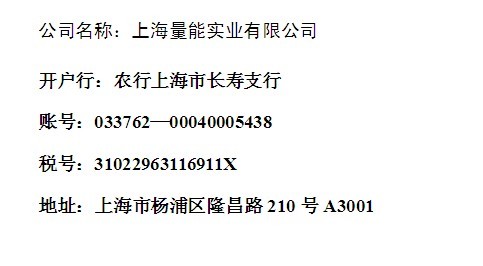 公司名称：上海量能实业有限公司
开户行：农行上海市长寿支行
账号：033762—00040005438
税号：31022963116911X
地址：上海市杨浦区隆昌路 210 号 A3001